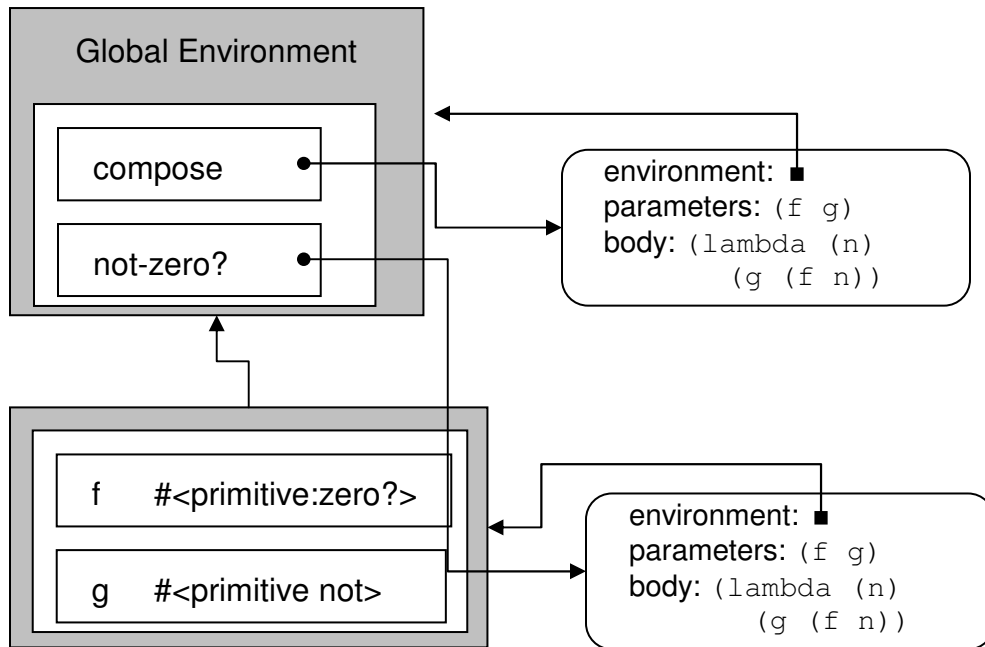 Global Environment
compose
not-zero?
environment:
parameters: (f g)
body: (lambda (n)
(g (f n))
f #<primitive:zero?>
g #<primitive not>
environment:
parameters: (f g)
body: (lambda (n)
(g (f n))